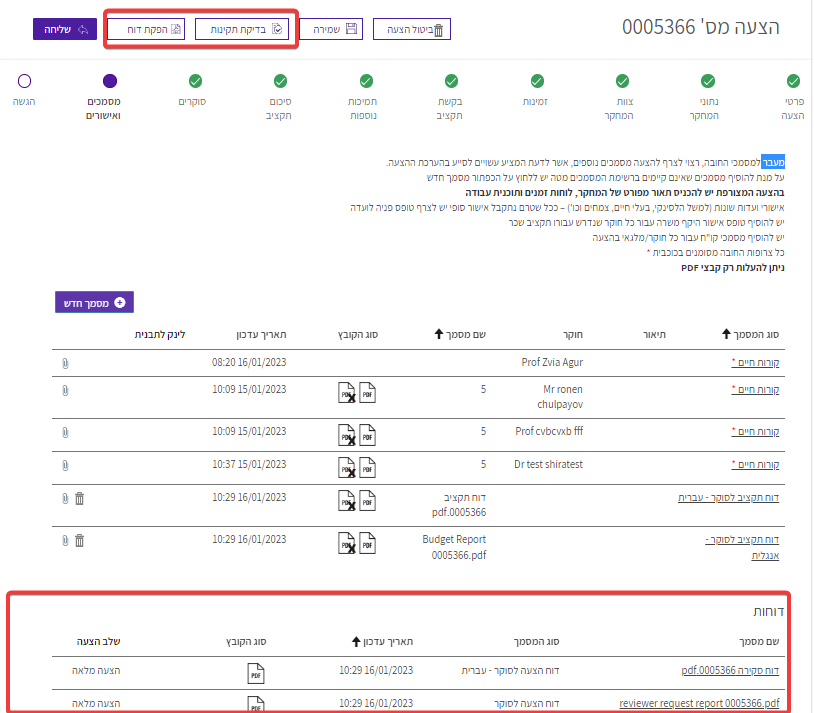 הצעה מס' 0005366
ביטול הצעה
שמירה
בדיקת תקינות
הפקת דוח
שליחה
פרטי הצעה
נתוני המחקר
צוות המחקר
זמינות
בקשת תקציב
תמיכות נוספות
סיכום תקציב
סוקרים
מסמכים ואישורים
הגשה
מעבר למסמכי החובה, רצוי לצרף להצעה מסמכים נוספים, אשר לדעת המציע עשויים לסייע בהערכת ההצעה.
על מנת להוסיף מסמכים שאינם קיימים ברשימת המסמכים מטה יש ללחוץ על הכפתור מסמך חדש
בהצעה המצורפת יש להכניס תאור מפורט של המחקר, לוחות זמנים ותוכנית עבודה
אישורי ועדות שונות (למשל הלסינקי, בעלי חיים, צמחים וכו') – ככל שטרם נתקבל אישור סופי יש לצרף טופס פניה לועדה
יש להוסיף טופס אישור היקף משרה עבור כל חוקר שנדרש עבורו תקציב שכר
יש להוסיף מסמכי קו"ח עבור כל חוקר/מלגאי בהצעה
כל צרופות החובה מסומנים בכוכבית *
ניתן להעלות רק קבצי PDF
מסמך חדש
סוג המסמך תיאור חוקר שם מסמך סוג הקובץ תאריך עדכון לינק לתבנית
קורות חיים * Prof Zvia Agur 16/01/2023 08:20
קורות חיים * Mr ronen chulpayov 5 PDF PDF 15/01/2023 10:09
קורות חיים * Prof cvbcvxb fff 5 PDF PDF 15/01/2023 10:09
קורות חיים * Dr test shiratest 5 PDF PDF 15/01/2023 10:37
דוח תקציב לסוקר - עברית דוח תקציב 0005366.pdf PDF PDF 16/01/2023 10:29
דוח תקציב לסוקר - אנגלית Budget Report 0005366.pdf PDF PDF 16/01/2023 10:29
דוחות
שם מסמך סוג המסמך תאריך עדכון סוג הקובץ שלב הצעה
דוח סקירה 0005366.pdf דוח הצעה לסוקר - עברית 16/01/2023 10:29 PDF הצעה מלאה
reviewer request report 0005366.pdf דוח הצעה לסוקר 16/01/2023 10:29 PDF הצעה מלאה